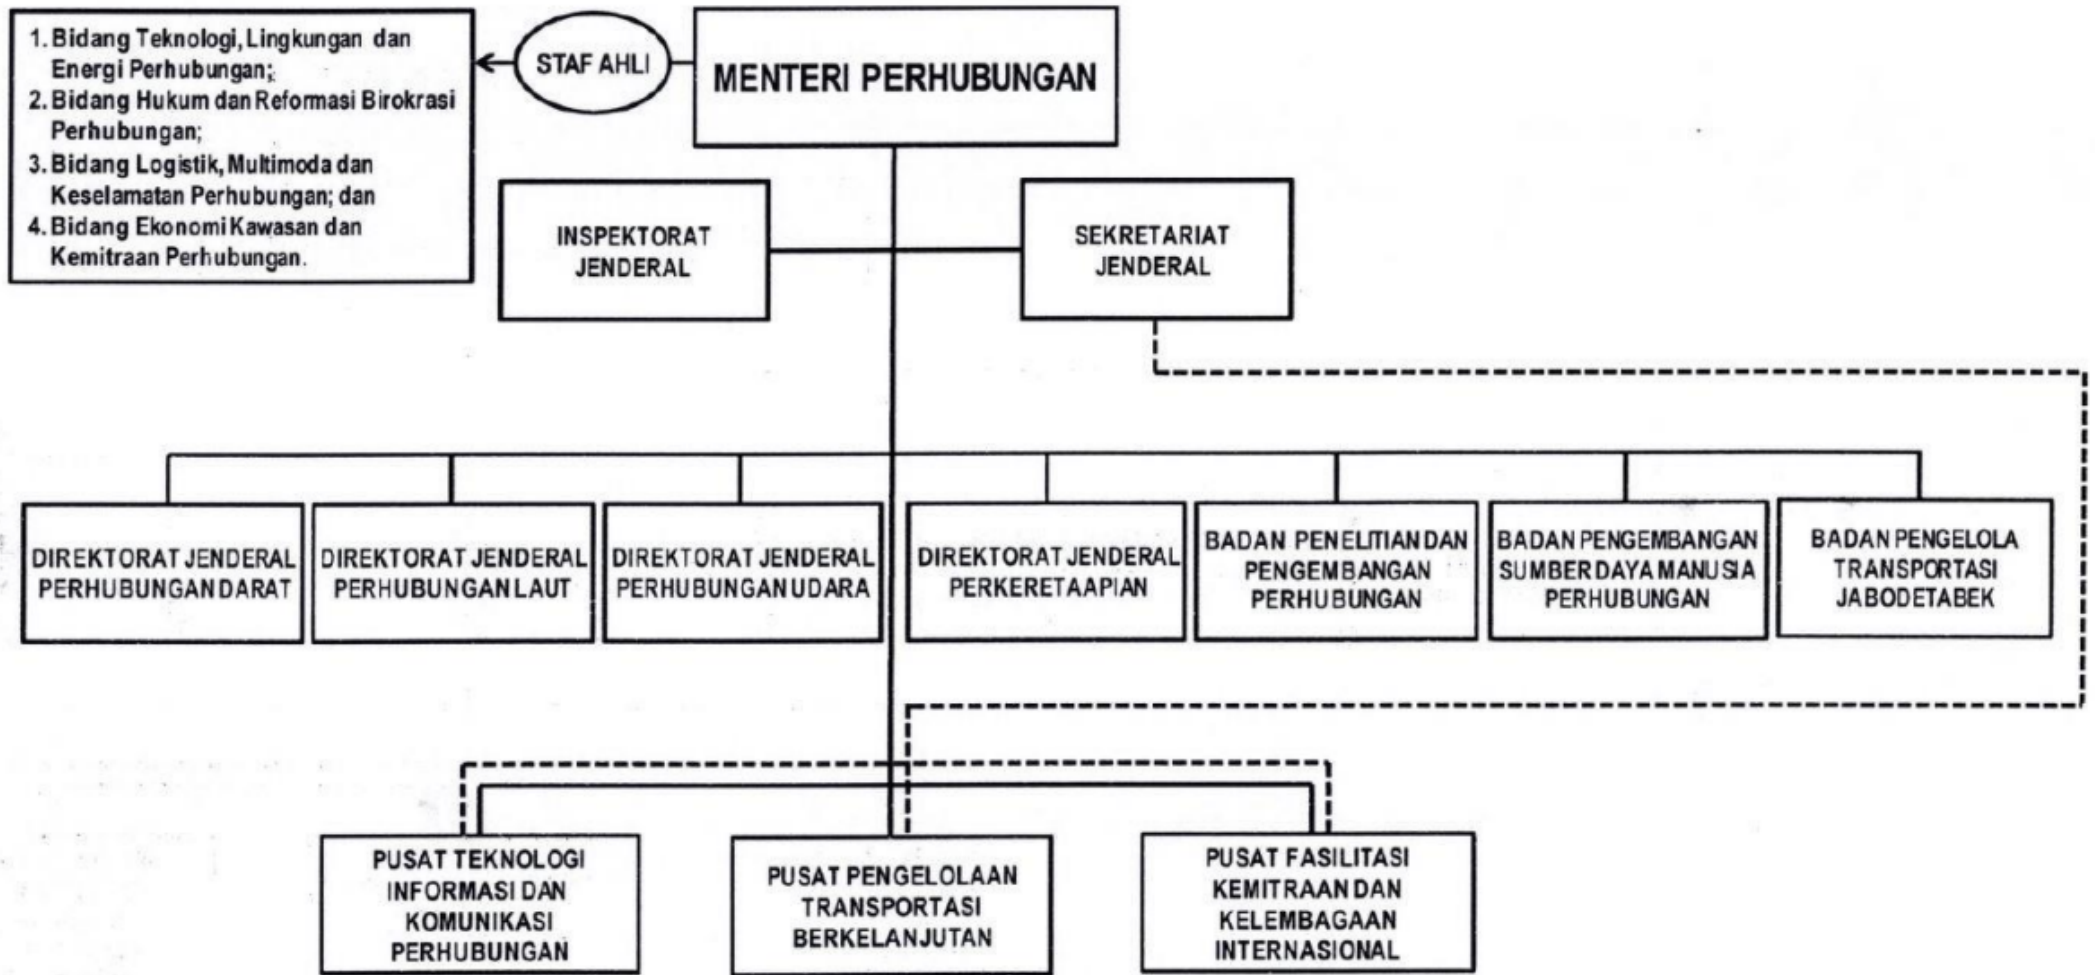 1. Bidang Teknologi, Lingkungan dan
Energi Perhubungan;
2. Bidang Hukum dan Reformasi Birokrasi
Perhubungan;
3. Bidang Logistik, Multimoda dan
Keselamatan Perhubungan; dan
4. Bidang Ekonomi Kawasan dan
Kemitraan Perhubungan.
STAF AHLI
MENTERI PERHUBUNGAN
INSPEKTORAT
JENDERAL
SEKRETARIAT
JENDERAL
DIREKTORAT JENDERAL
PERHUBUNGAN DARAT
DIREKTORAT JENDERAL
PERHUBUNGAN LAUT
DIREKTORAT JENDERAL
PERHUBUNGAN UDARA
DIREKTORAT JENDERAL
PERKERETAAPIAN
BADAN PENELITIAN DAN
PENGEMBANGAN
PERHUBUNGAN
BADAN PENGEMBANGAN
SUMBER DAYA MANUSIA
PERHUBUNGAN
BADAN PENGELOLA
TRANSPORTASI
JABODETABEK
PUSAT TEKNOLOGI
INFORMASI DAN
KOMUNIKASI
PERHUBUNGAN
PUSAT PENGELOLAAN
TRANSPORTASI
BERKELANJUTAN
PUSAT FASILITASI
KEMITRAAN DAN
KELEMBAGAAN
INTERNASIONAL